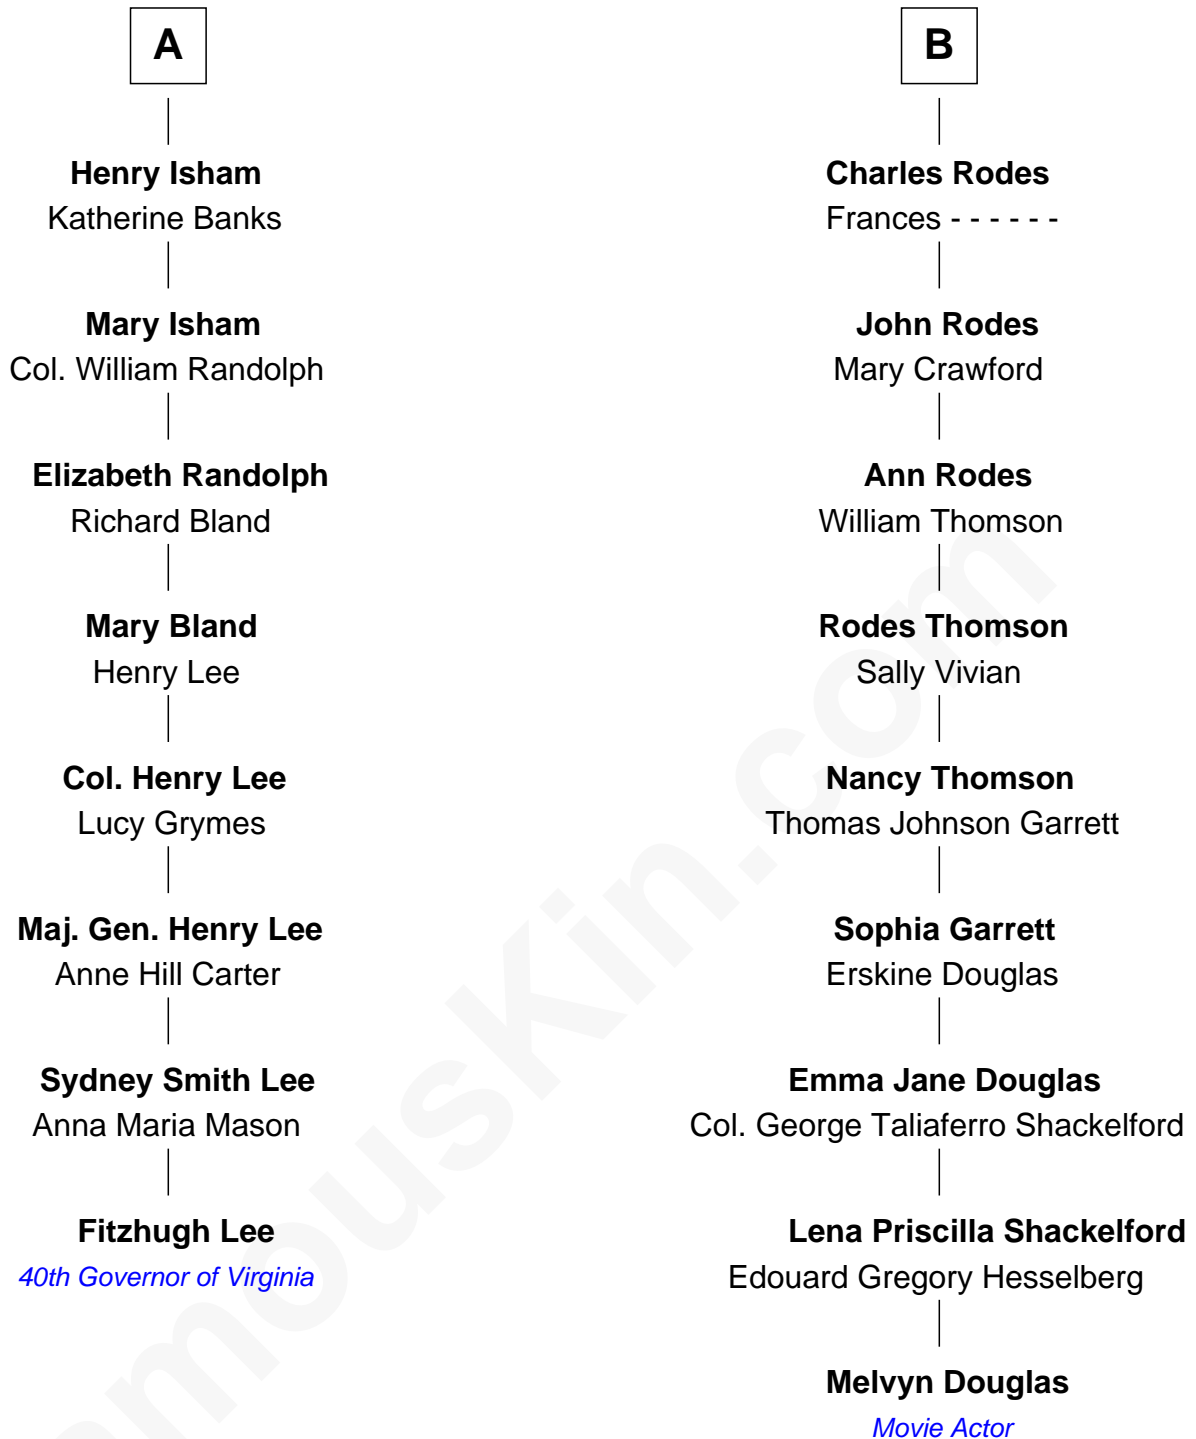 A
Henry Isham
Katherine Banks
Mary Isham
Col. William Randolph
Elizabeth Randolph
Richard Bland
Mary Bland
Henry Lee
Col. Henry Lee
Lucy Grymes
Maj. Gen. Henry Lee
Anne Hill Carter
Sydney Smith Lee
Anna Maria Mason
Fitzhugh Lee
40th Governor of Virginia
B
Charles Rodes
Frances - - - - - -
John Rodes
Mary Crawford
Ann Rodes
William Thomson
Rodes Thomson
Sally Vivian
Nancy Thomson
Thomas Johnson Garrett
Sophia Garrett
Erskine Douglas
Emma Jane Douglas
Col. George Taliaferro Shackelford
Lena Priscilla Shackelford
Edouard Gregory Hesselberg
Melvyn Douglas
Movie Actor
amousKin.com